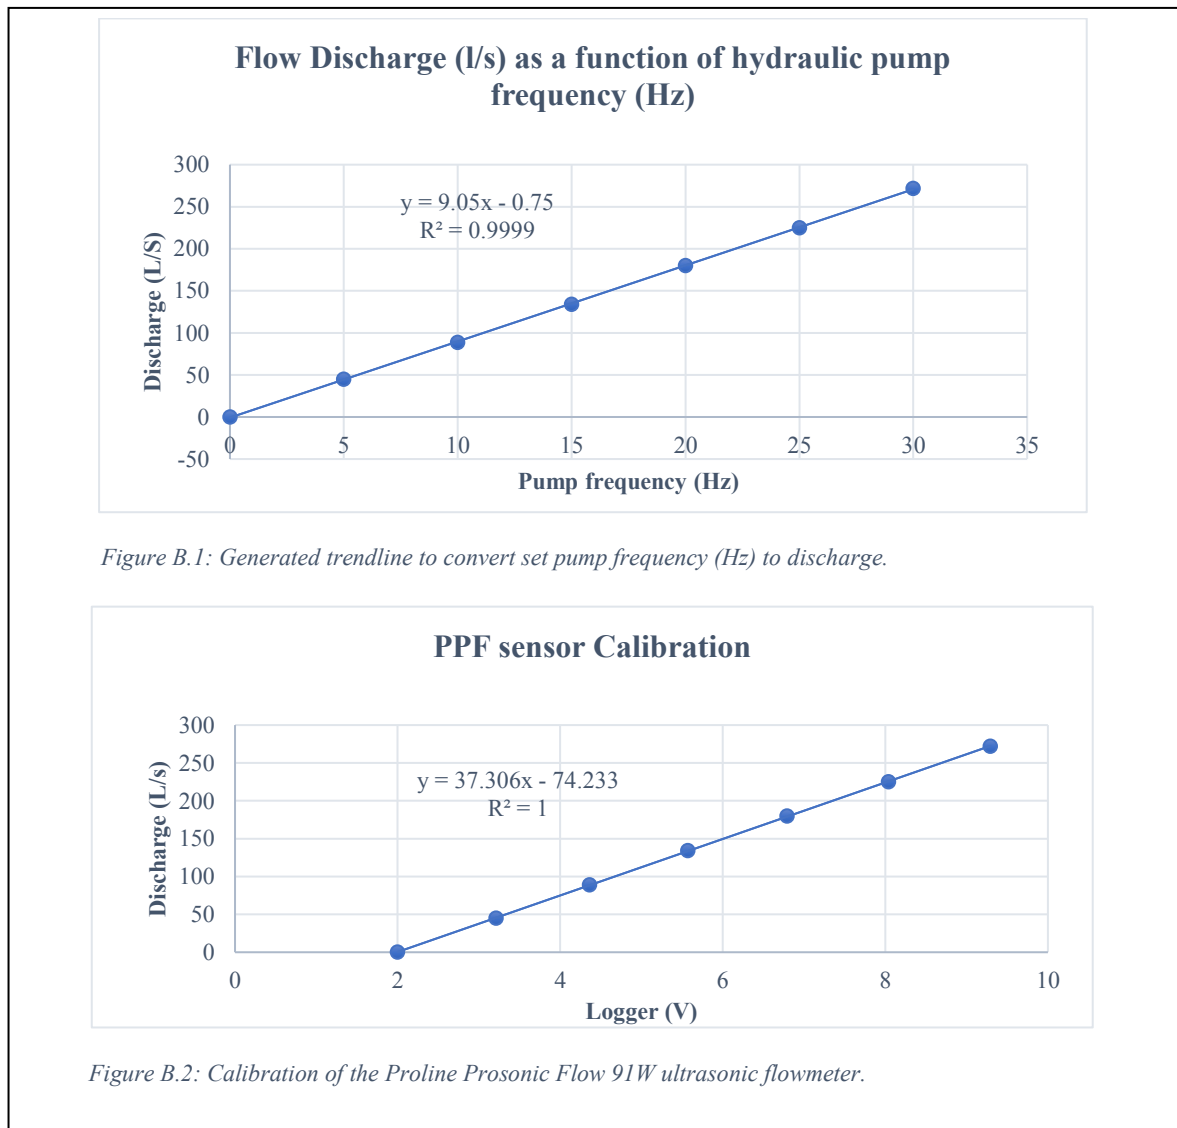 Flow Discharge (l/s) as a function of hydraulic pump
frequency (Hz)
300
250
200
150
100
50
0
-50
y = 9.05x - 0.75
R² = 0.9999
Discharge (L/S)
0 5 10 15 20 25 30 35
Pump frequency (Hz)
Figure B.1: Generated trendline to convert set pump frequency (Hz) to discharge.
PPF sensor Calibration
300
250
200
150
100
50
0
y = 37.306x - 74.233
R² = 1
Discharge (L/s)
0 2 4 6 8 10
Logger (V)
Figure B.2: Calibration of the Proline Prosonic Flow 91W ultrasonic flowmeter.